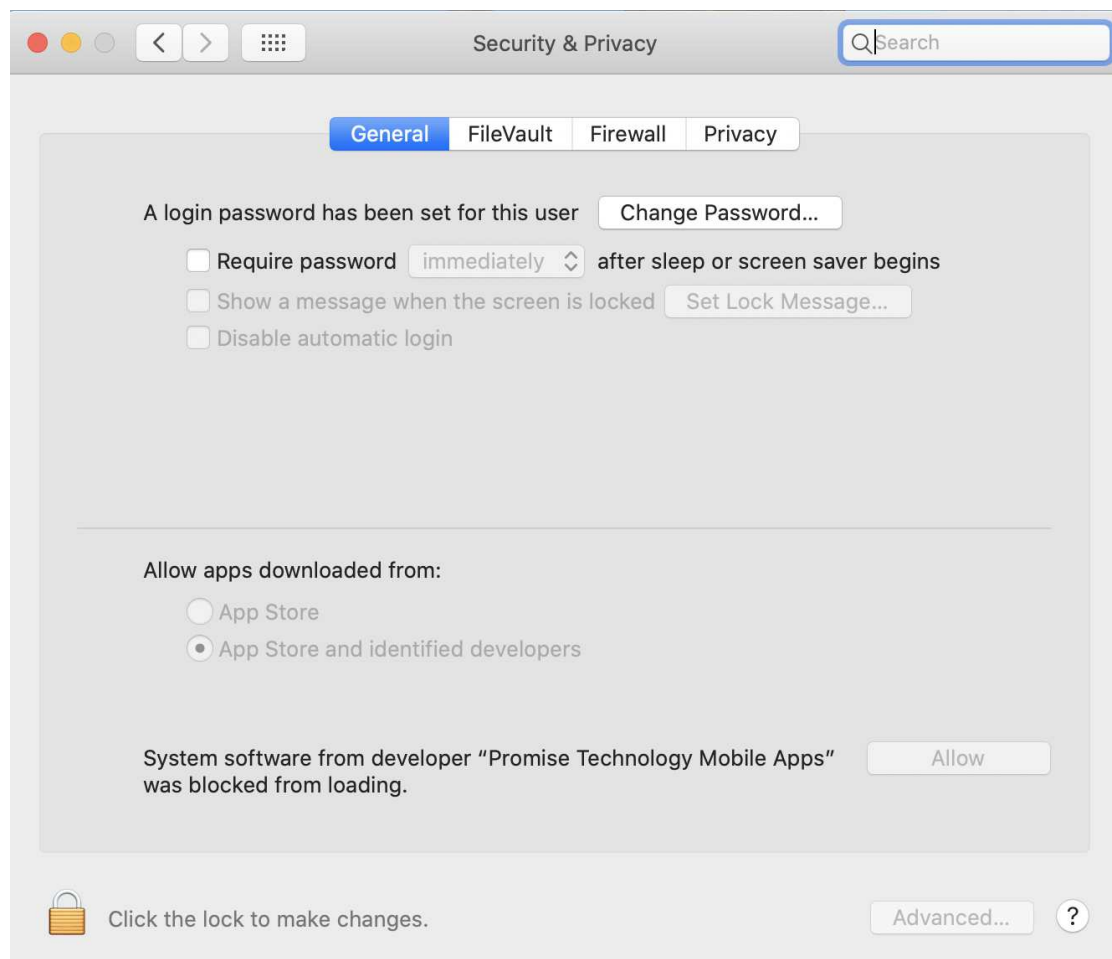 Security & Privacy
Search
General FileVault Firewall Privacy
A login password has been set for this user Change Password...
Require password immediately after sleep or screen saver begins
Show a message when the screen is locked Set Lock Message...
Disable automatic login
Allow apps downloaded from:
App Store
App Store and identified developers
System software from developer “Promise Technology Mobile Apps” Allow
was blocked from loading.
Click the lock to make changes. Advanced... ?